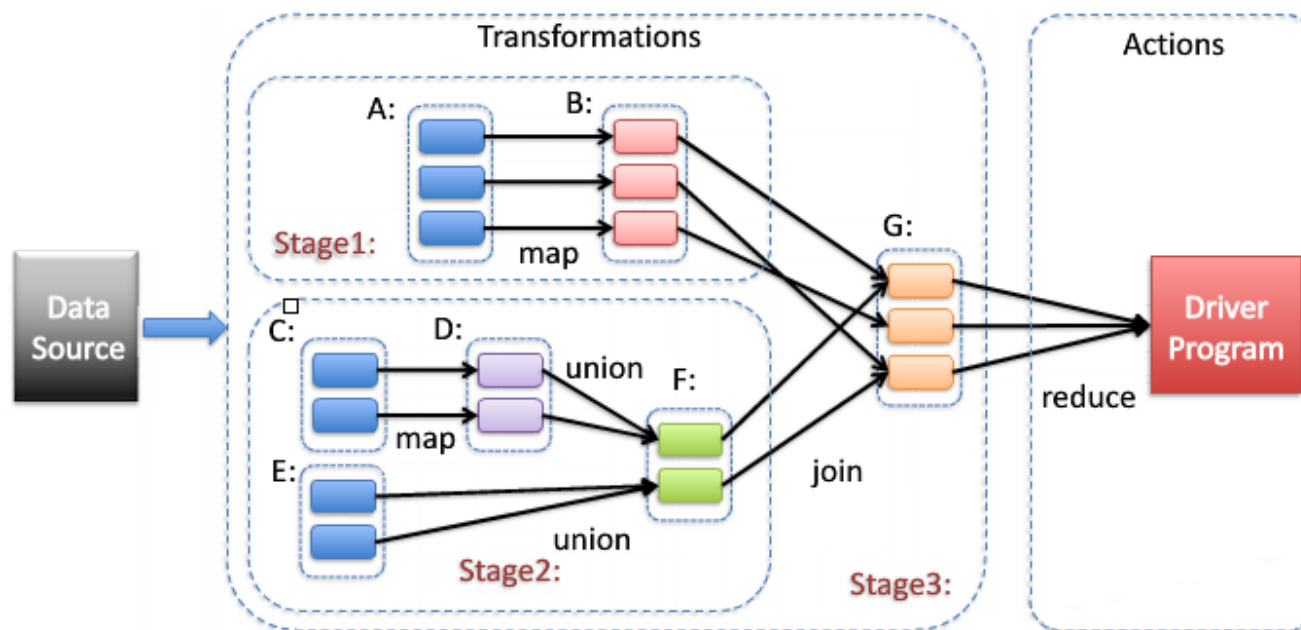 Transformations
Actions
A:
B:
Stage1:
map
G:
Data
Source
Driver
Program
C:
D:
union
F:
map
reduce
E:
join
union
Stage2:
Stage3: